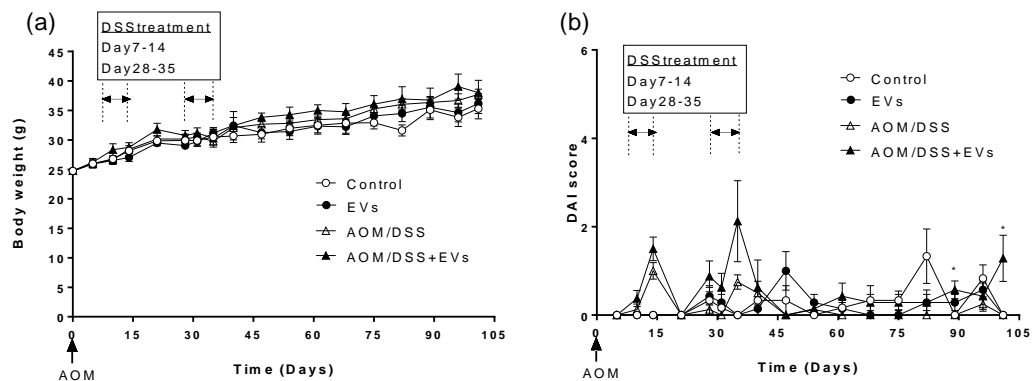 (a)
DSStreatment
Day7-14
Day28-35
45
40
35
30
25
20
15
10
5
0
Body weight (g)
Control
EVs
AOM/DSS
AOM/DSS+EVs
0 15 30 45 60 75 90 105
Time (Days)
AOM
(b)
DSStreatment
Day7-14
Day28-35
6
4
2
0
DAI score
Control
EVs
AOM/DSS
AOM/DSS+EVs
* *
0 15 30 45 60 75 90 105
Time (Days)
AOM